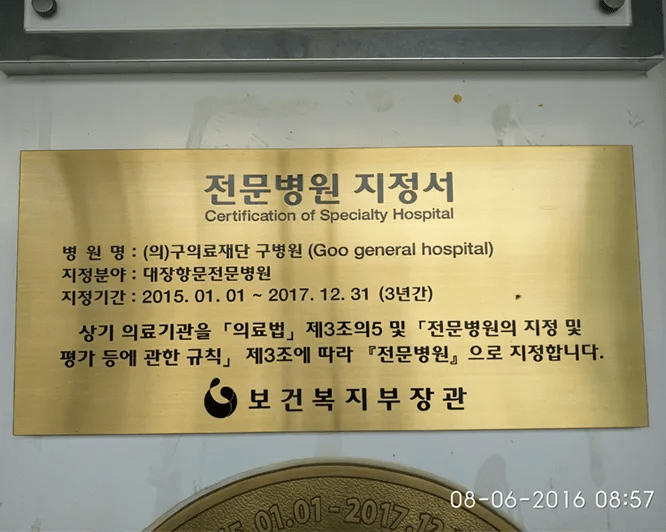 전문병원 지정서
Certification of Specialty Hospital
병 원 명 : (의)구의료재단 구병원 (Goo general hospital)
지정분야 : 대장항문전문병원
지정기간 : 2015. 01. 01 ~ 2017. 12. 31 (3년간)
상기 의료기관을 「의료법」 제3조의5 및 「전문병원의 지정 및
평가 등에 관한 규칙」 제3조에 따라 『전문병원』으로 지정합니다.
보건복지부장관
08-06-2016 08:57
5.01.01-2017.12